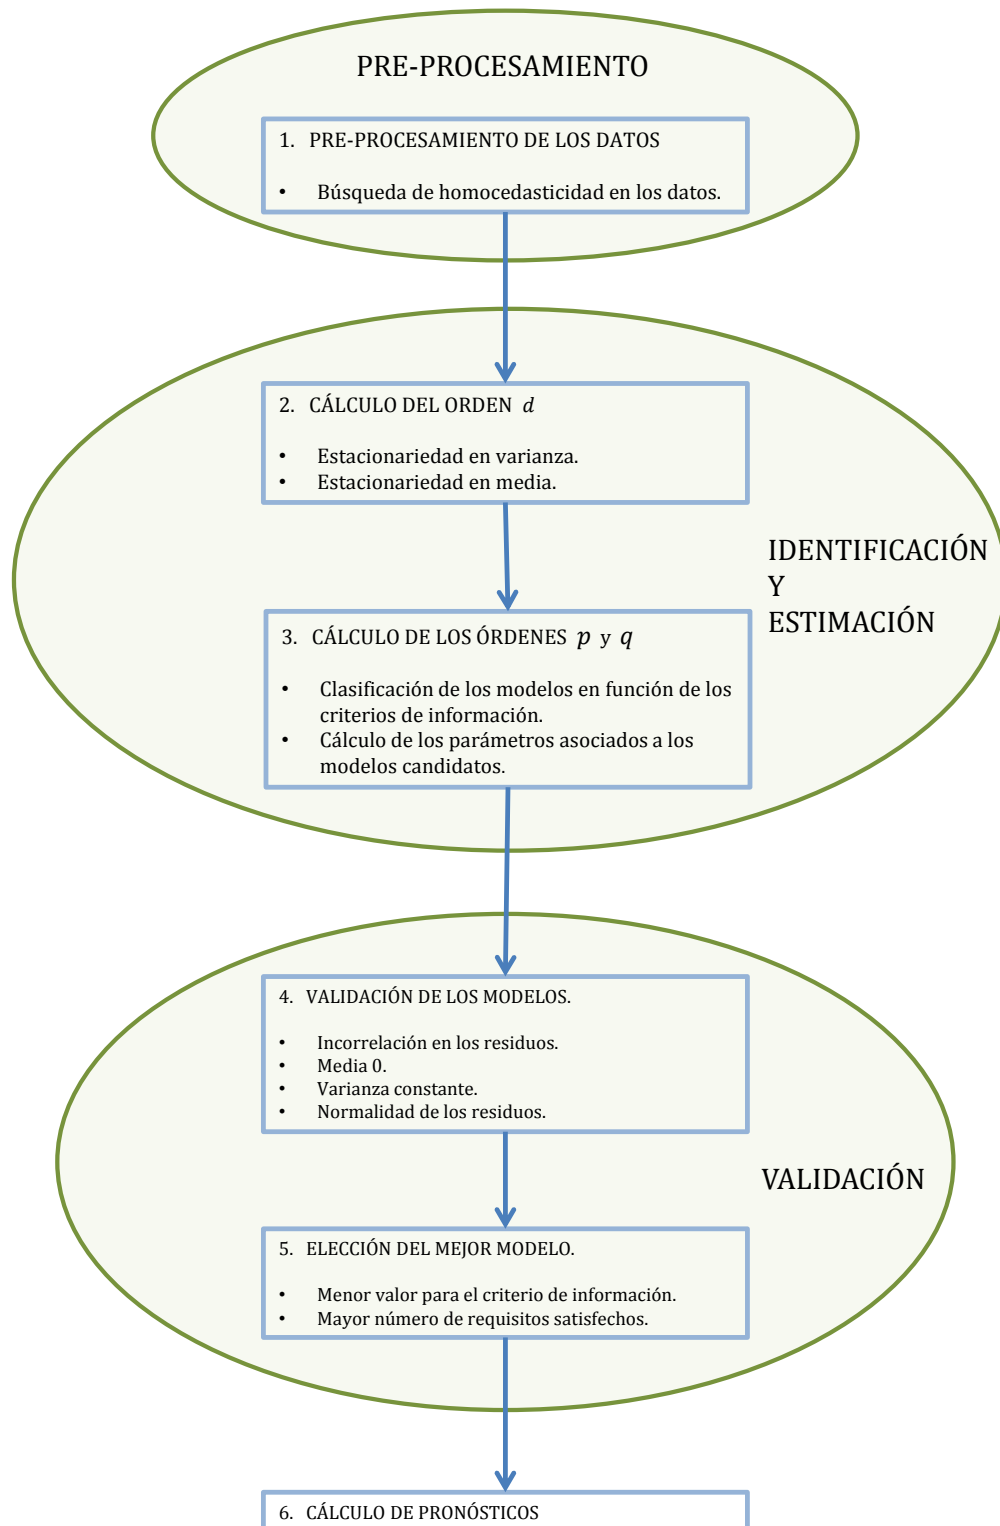 PRE-PROCESAMIENTO
1. PRE-PROCESAMIENTO DE LOS DATOS
• Búsqueda de homocedasticidad en los datos.
2. CÁLCULO DEL ORDEN d
• Estacionariedad en varianza.
• Estacionariedad en media.
IDENTIFICACIÓN
Y
ESTIMACIÓN
3. CÁLCULO DE LOS ÓRDENES p y q
• Clasificación de los modelos en función de los
criterios de información.
• Cálculo de los parámetros asociados a los
modelos candidatos.
4. VALIDACIÓN DE LOS MODELOS.
• Incorrelación en los residuos.
• Media 0.
• Varianza constante.
• Normalidad de los residuos.
VALIDACIÓN
5. ELECCIÓN DEL MEJOR MODELO.
• Menor valor para el criterio de información.
• Mayor número de requisitos satisfechos.
6. CÁLCULO DE PRONÓSTICOS